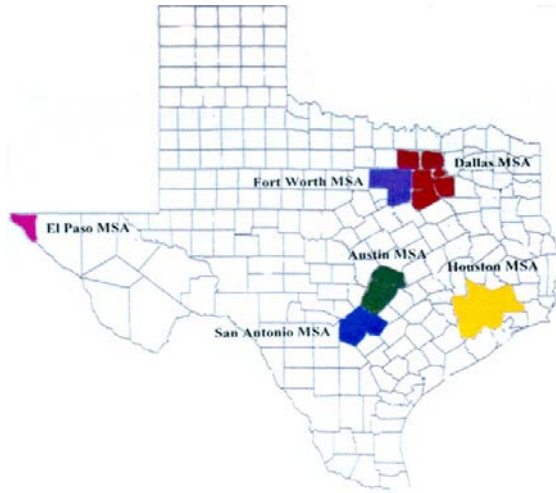 Dallas MSA
Fort Worth MSA
El Paso MSA
Austin MSA
Houston MSA
San Antonio MSA